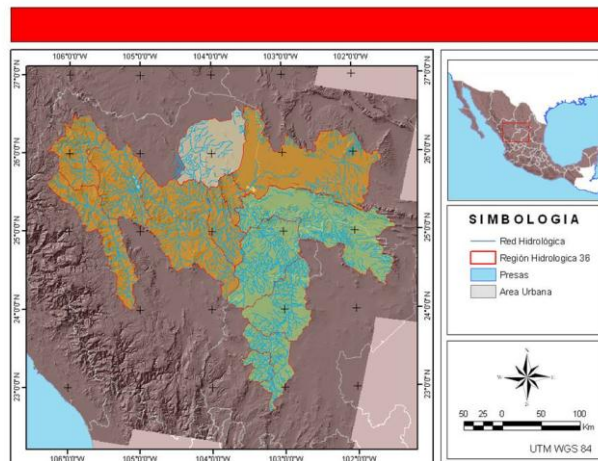 106°0'0"W 105°0'0"W 104°0'0"W 103°0'0"W 102°0'0"W
27°0'0"N
26°0'0"N
25°0'0"N
24°0'0"N
23°0'0"N
27°0'0"N
26°0'0"N
25°0'0"N
24°0'0"N
23°0'0"N
106°0'0"W 105°0'0"W 104°0'0"W 103°0'0"W 102°0'0"W
SIMBOLOGIA
Red Hidrológica
Región Hidrologica 36
Presas
Area Urbana
50 25 0 50 100
Km
UTM WGS 84